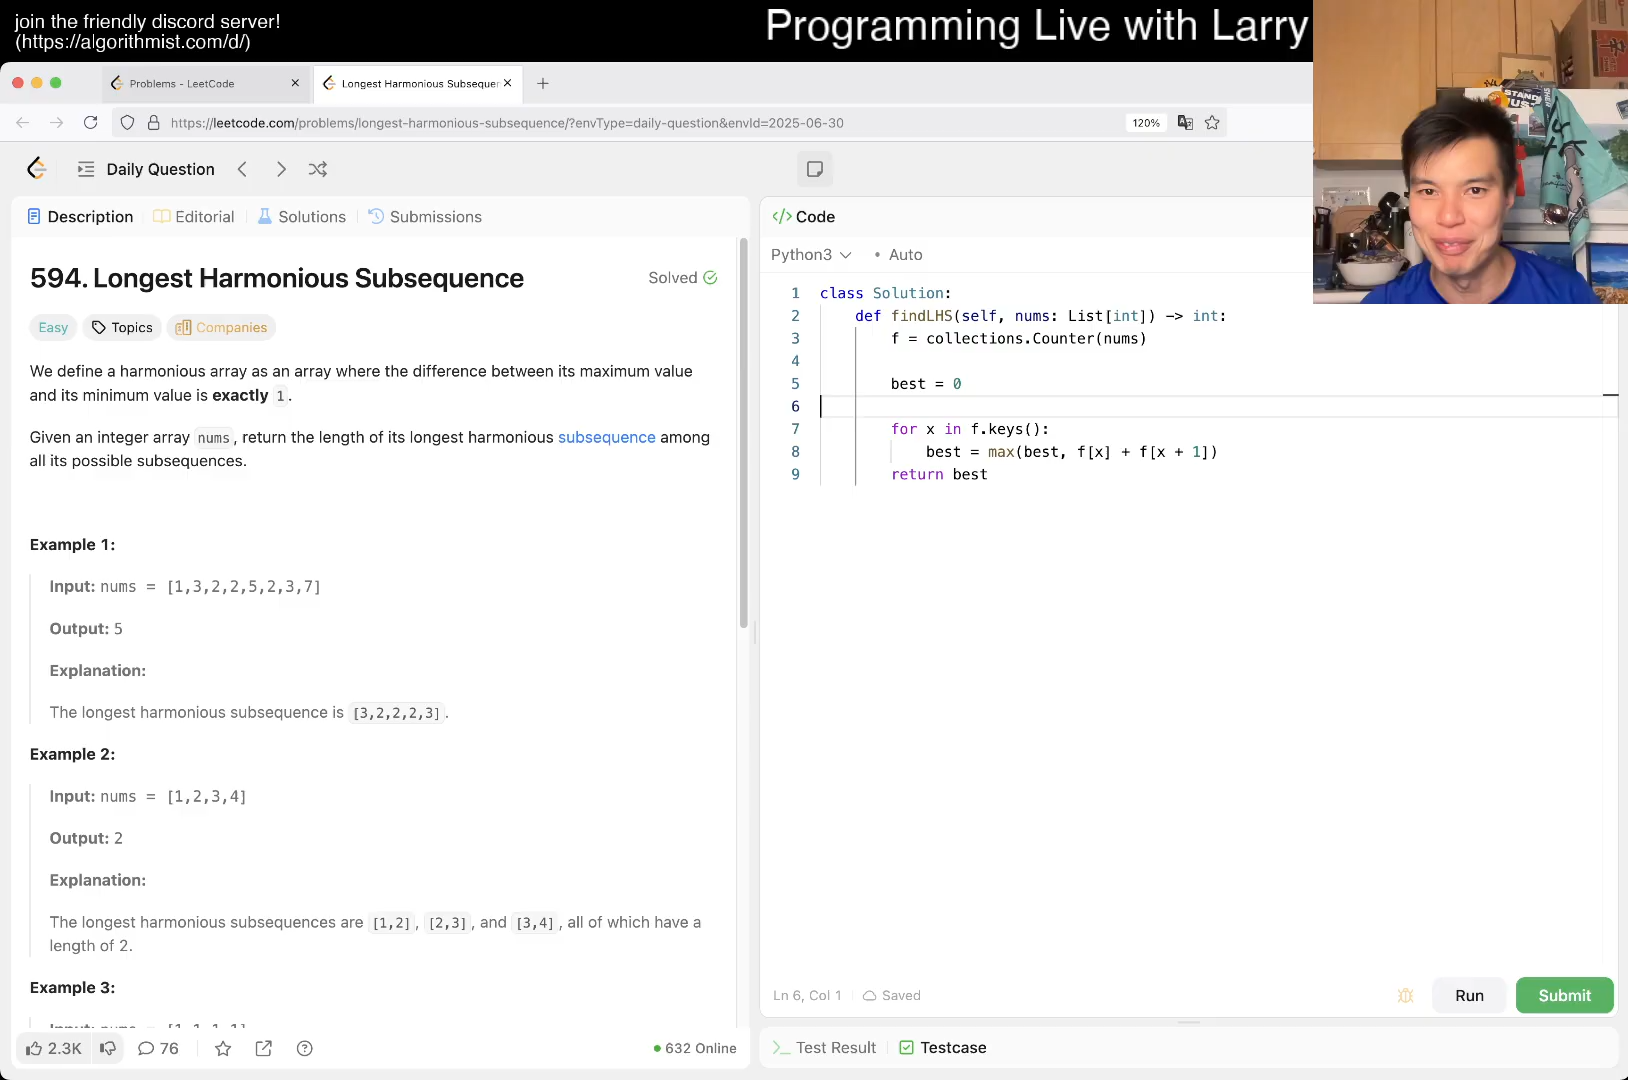 join the friendly discord server!
(https://algorithmist.com/d/)
Programming Live with Larry
Problems - LeetCode
Longest Harmonious Subsequen
https://leetcode.com/problems/longest-harmonious-subsequence/?envType=daily-question&envId=2025-06-30
120%
Daily Question
Description
Editorial
Solutions
Submissions
594. Longest Harmonious Subsequence
Solved
Easy
Topics
Companies
We define a harmonious array as an array where the difference between its maximum value
and its minimum value is exactly 1.
Given an integer array nums, return the length of its longest harmonious subsequence among
all its possible subsequences.
Example 1:
Input: nums = [1,3,2,2,5,2,3,7]
Output: 5
Explanation:
The longest harmonious subsequence is [3,2,2,2,3].
Example 2:
Input: nums = [1,2,3,4]
Output: 2
Explanation:
The longest harmonious subsequences are [1,2], [2,3], and [3,4], all of which have a
length of 2.
Example 3:
Input: nums = [1,1,1,1]
2.3K
76
632 Online
</> Code
Python3
• Auto
1 class Solution:
2 def findLHS(self, nums: List[int]) -> int:
3 f = collections.Counter(nums)
4
5 best = 0
6
7 for x in f.keys():
8 best = max(best, f[x] + f[x + 1])
9 return best
Ln 6, Col 1
Saved
Run
Submit
Test Result
Testcase
STAND
US